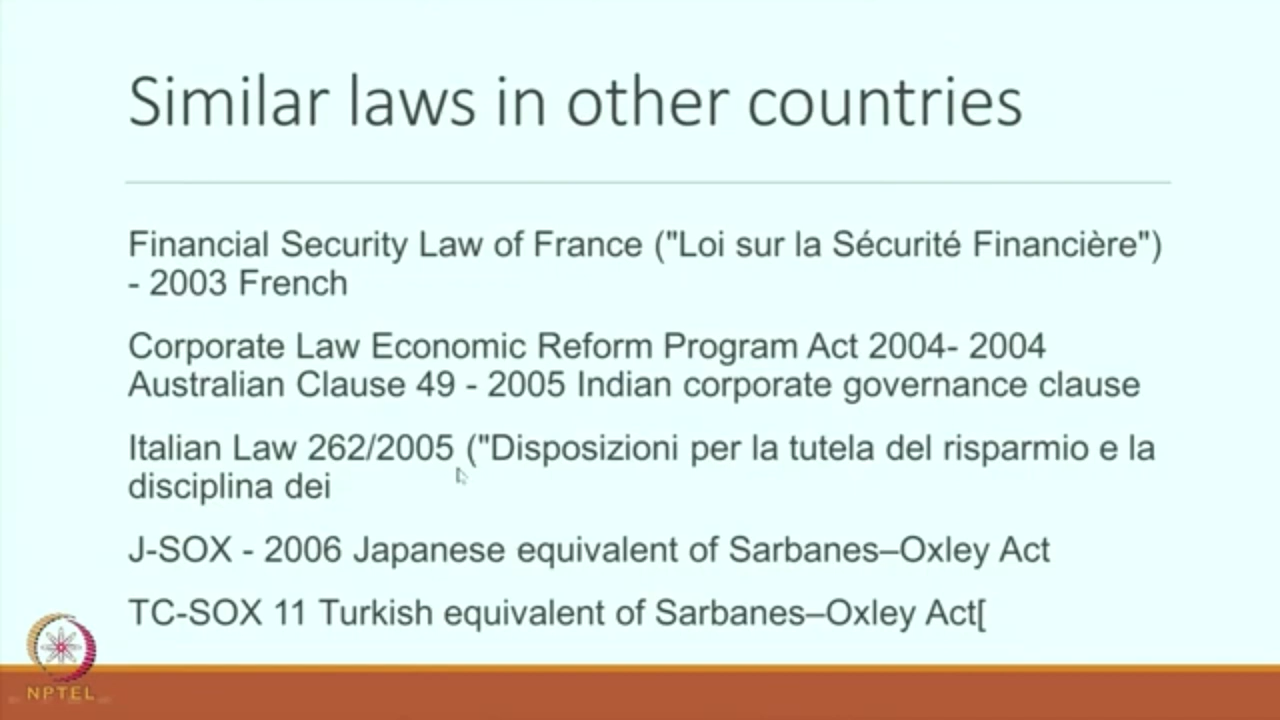 Similar laws in other countries
Financial Security Law of France ("Loi sur la Sécurité Financière")
- 2003 French
Corporate Law Economic Reform Program Act 2004- 2004
Australian Clause 49 - 2005 Indian corporate governance clause
Italian Law 262/2005 ("Disposizioni per la tutela del risparmio e la
disciplina dei
J-SOX - 2006 Japanese equivalent of Sarbanes–Oxley Act
TC-SOX 11 Turkish equivalent of Sarbanes–Oxley Act[
NPTEL